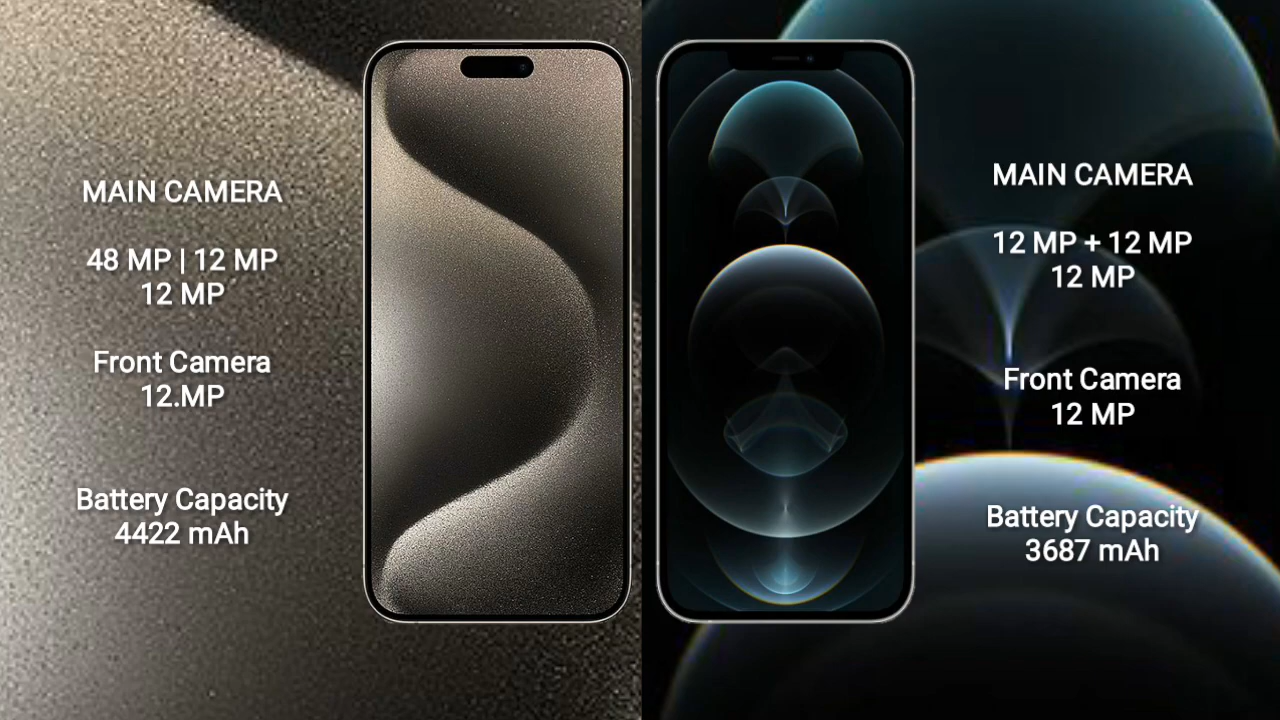 MAIN CAMERA
48 MP | 12 MP
12 MP
Front Camera
12.MP
Battery Capacity
4422 mAh
MAIN CAMERA
12 MP + 12 MP
12 MP
Front Camera
12 MP
Battery Capacity
3687 mAh